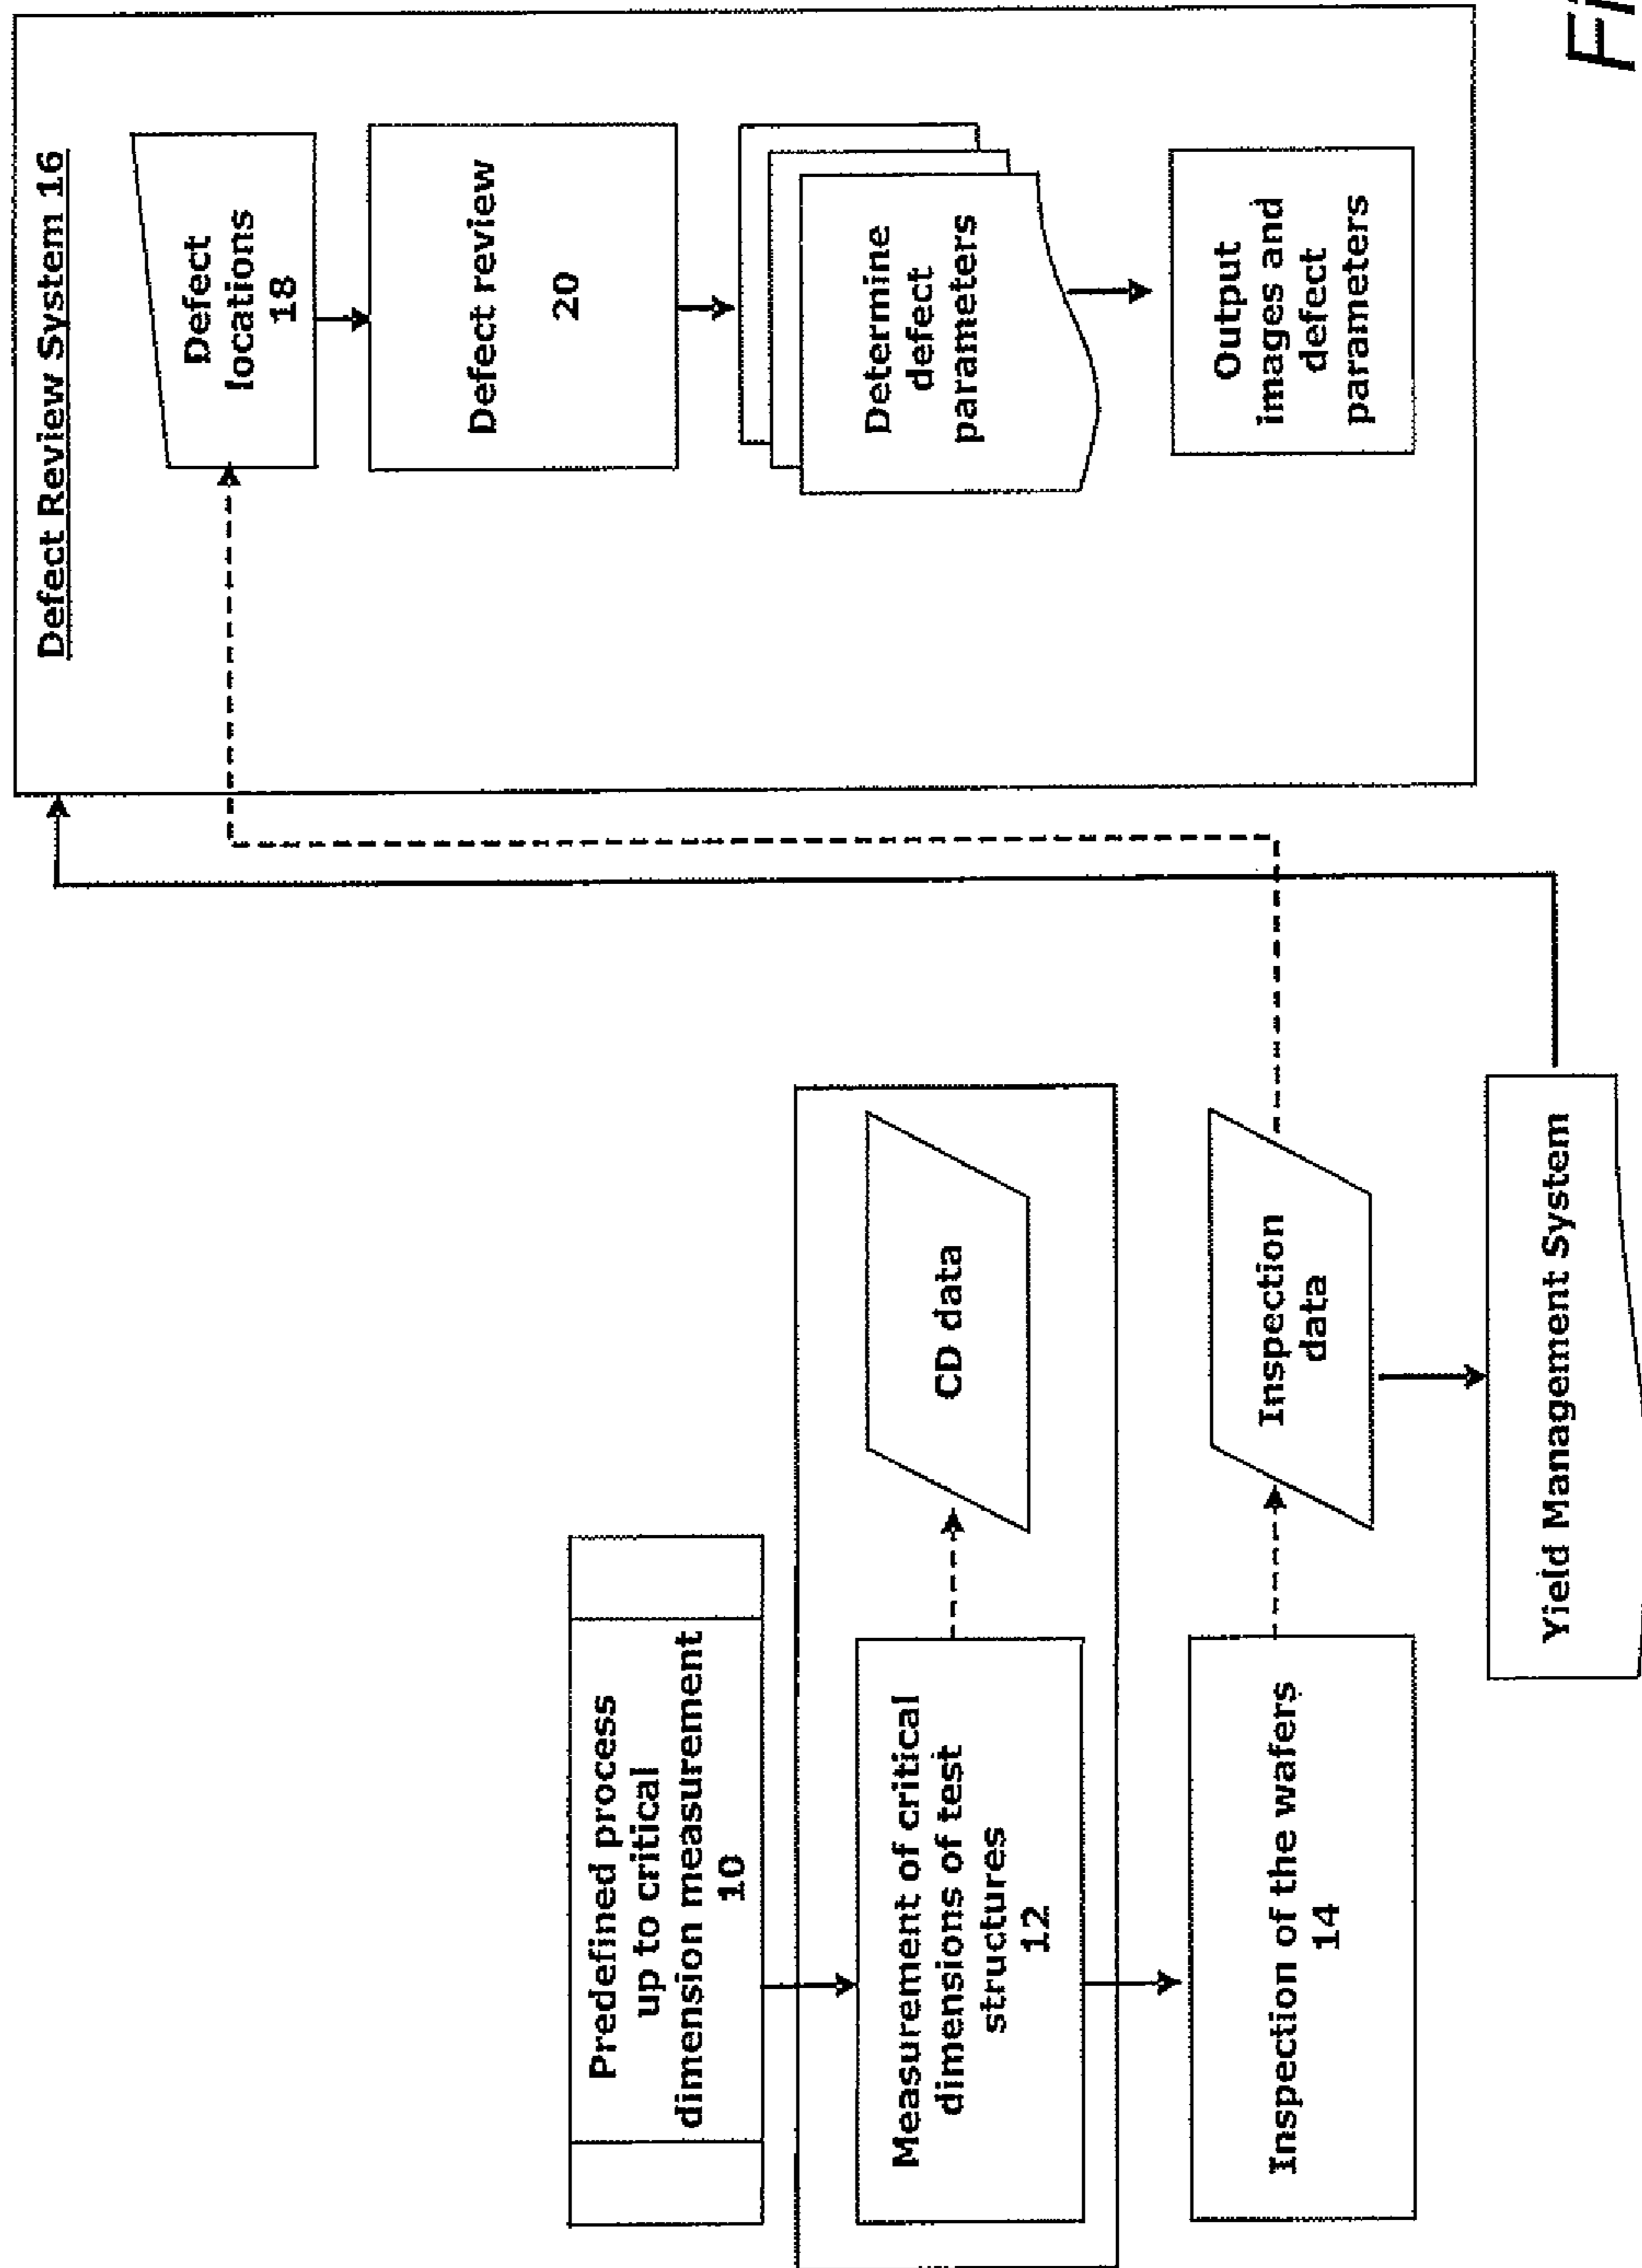 Defect Review System 16
Defect
locations
18
Defect review
20
Determine
defect
parameters
Output
images and
defect
parameters
Predefined process
up to critical
dimension measurement
10
Measurement of critical
dimensions of test
structures
12
CD data
Inspection of the wafers
14
Inspection
data
Yield Management System
Fi